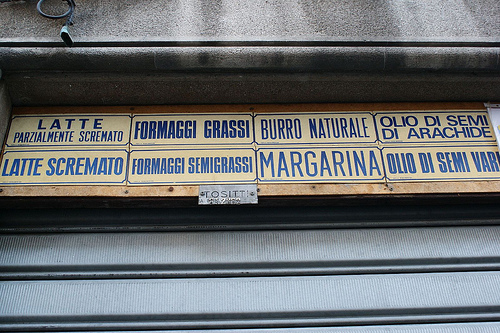 LATTE
PARZIALMENTE SCREMATO
FORMAGGI GRASSI
BURRO NATURALE
OLIO DI SEMI
DI ARACHIDE
LATTE SCREMATO
FORMAGGI SEMIGRASSI
MARGARINA
OLIO DI SEMI VARI
TOSITTI